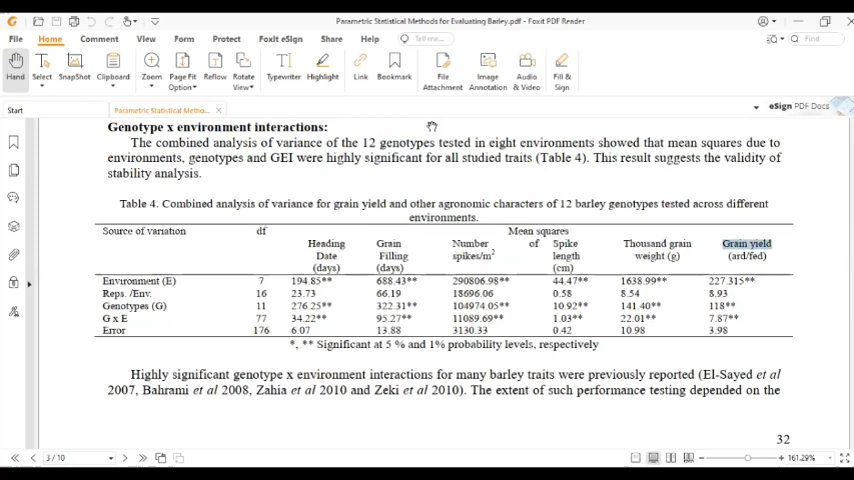 Parametric Statistical Methods for Evaluating Barley.pdf - Foxit PDF Reader
File Home Comment View Form Protect Foxit eSign Share Help Tell me... Find
Hand Select SnapShot Clipboard Zoom Page Fit Option Reflow Rotate View Typewriter Highlight Link Bookmark File Attachment Image Annotation Audio & Video Fill & Sign
Start Parametric Statistical Metho... eSign PDF Docs
Genotype x environment interactions:
The combined analysis of variance of the 12 genotypes tested in eight environments showed that mean squares due to
environments, genotypes and GEI were highly significant for all studied traits (Table 4). This result suggests the validity of
stability analysis.
Table 4. Combined analysis of variance for grain yield and other agronomic characters of 12 barley genotypes tested across different
environments.
Source of variation df Mean squares
Heading Grain Number of Spike Thousand grain Grain yield
Date Filling spikes/m² length weight (g) (ard/fed)
(days) (days) (cm)
Environment (E) 7 194.85** 688.43** 290806.98** 44.47** 1638.99** 227.315**
Reps. /Env. 16 23.73 66.19 18696.06 0.58 8.54 8.93
Genotypes (G) 11 276.25** 322.31** 104974.05** 10.92** 141.40** 118**
G x E 77 34.22** 95.27** 11089.69** 1.03** 22.01** 7.87**
Error 176 6.07 13.88 3130.33 0.42 10.98 3.98
*, ** Significant at 5 % and 1% probability levels, respectively
Highly significant genotype x environment interactions for many barley traits were previously reported (El-Sayed et al
2007, Bahrami et al 2008, Zahia et al 2010 and Zeki et al 2010). The extent of such performance testing depended on the
32
3 / 10 161.29%